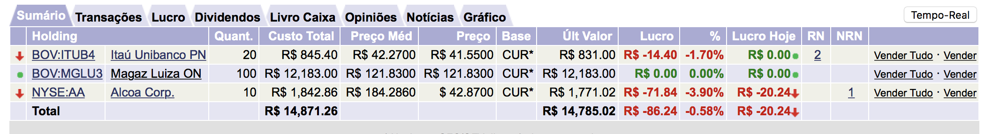 Sumário Transações Lucro Dividendos Livro Caixa Opiniões Notícias Gráfico Tempo-Real
Holding Quant. Custo Total Preço Méd Preço Base Últ Valor Lucro % Lucro Hoje RN NRN
BOV:ITUB4 Itaú Unibanco PN 20 R$ 845.40 R$ 42.2700 R$ 41.5500 CUR* R$ 831.00 R$ -14.40 -1.70% R$ 0.00 2 Vender Tudo · Vender
BOV:MGLU3 Magaz Luiza ON 100 R$ 12,183.00 R$ 121.8300 R$ 121.8300 CUR* R$ 12,183.00 R$ 0.00 0.00% R$ 0.00 Vender Tudo · Vender
NYSE:AA Alcoa Corp. 10 R$ 1,842.86 R$ 184.2860 $ 42.8700 CUR* R$ 1,771.02 R$ -71.84 -3.90% R$ -20.24 1 Vender Tudo · Vender
Total R$ 14,871.26 R$ 14,785.02 R$ -86.24 -0.58% R$ -20.24